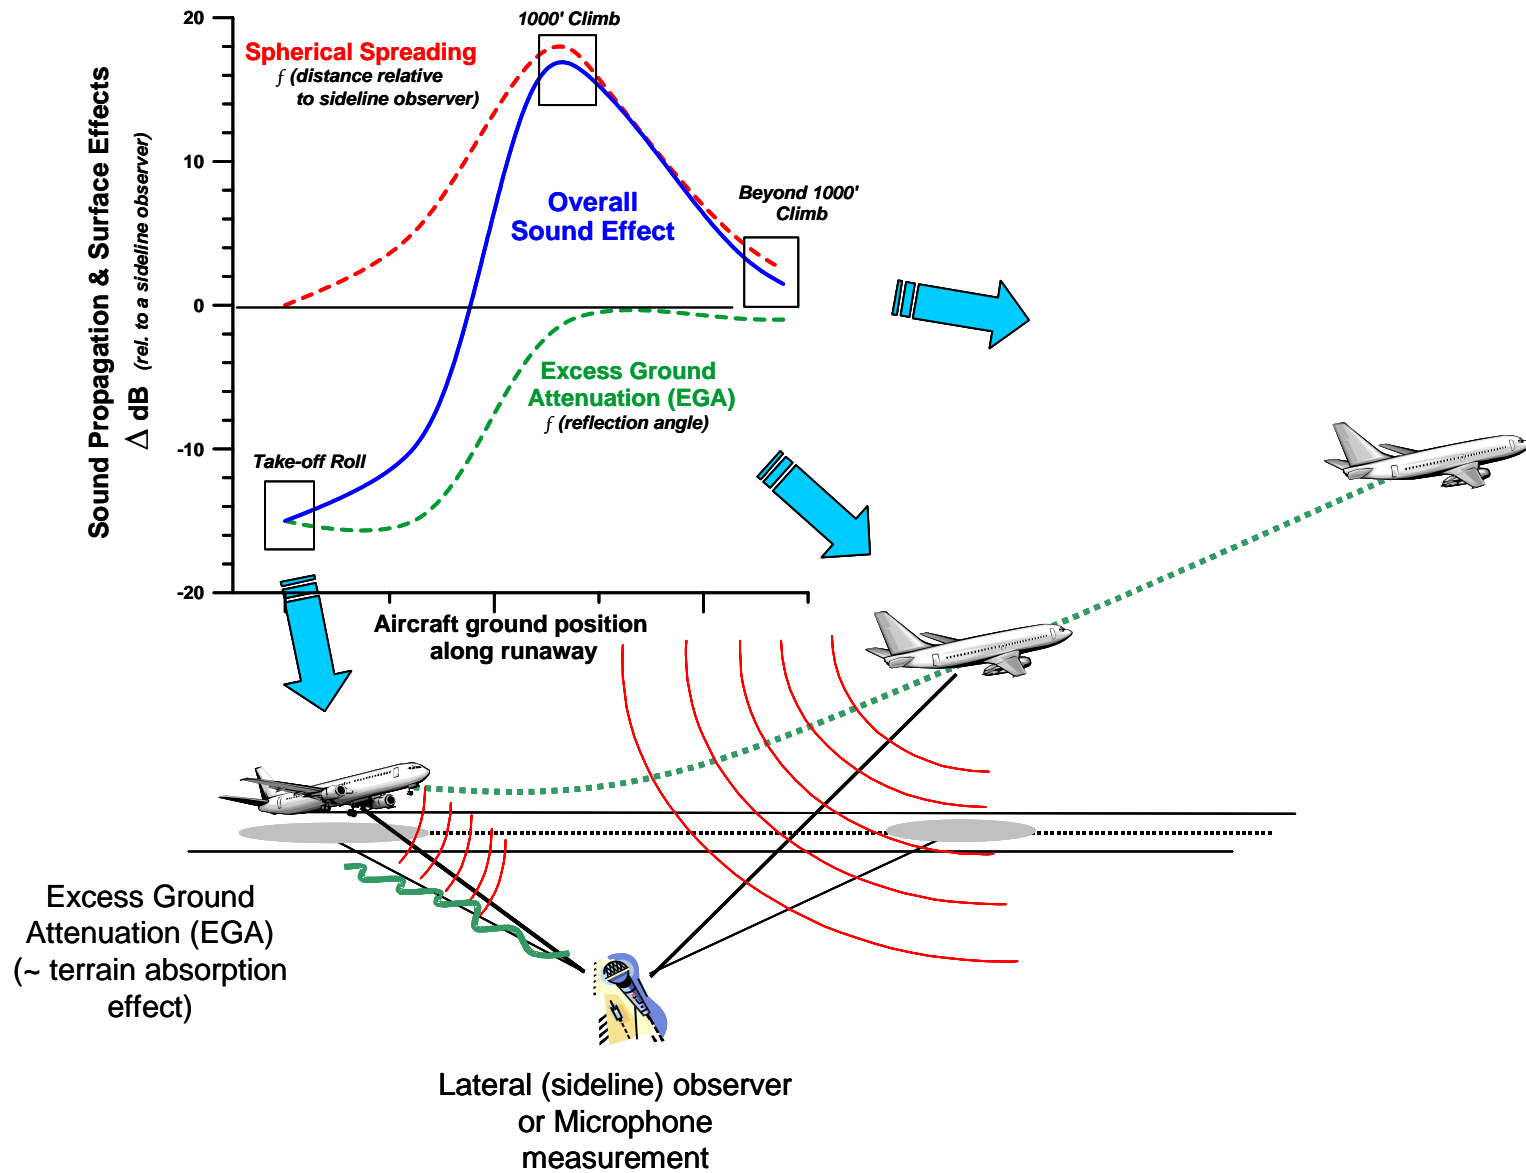 20
10
0
-10
-20
Sound Propagation & Surface Effects
Δ dB (rel. to a sideline observer)
1000' Climb
Spherical Spreading
f (distance relative
to sideline observer)
Overall
Sound Effect
Beyond 1000'
Climb
Excess Ground
Attenuation (EGA)
f (reflection angle)
Take-off Roll
Aircraft ground position
along runaway
Excess Ground
Attenuation (EGA)
(~ terrain absorption
effect)
Lateral (sideline) observer
or Microphone
measurement